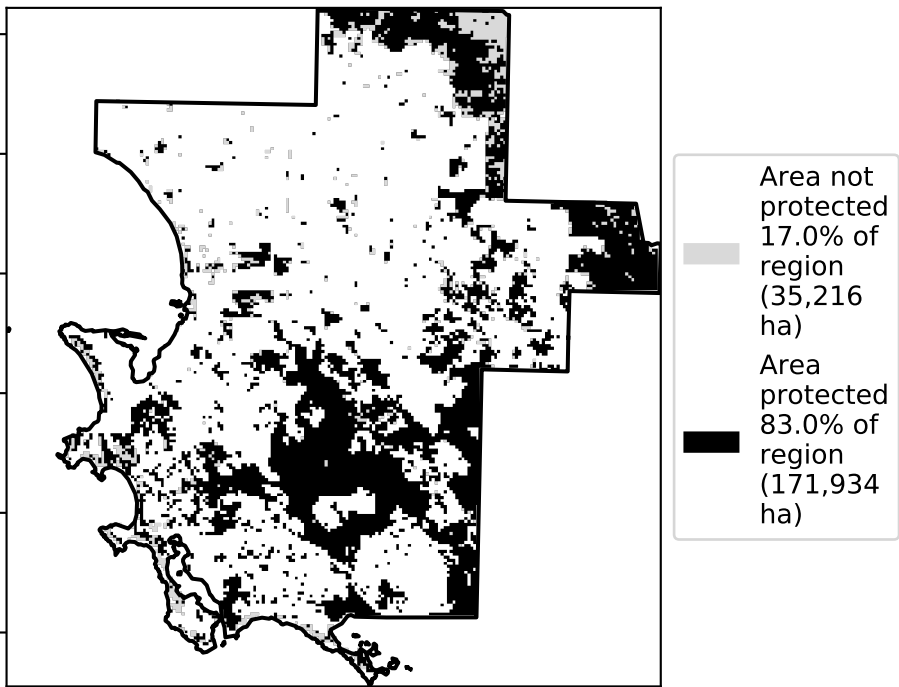 Area not
protected
17.0% of
region
(35,216
ha)
Area
protected
83.0% of
region
(171,934
ha)